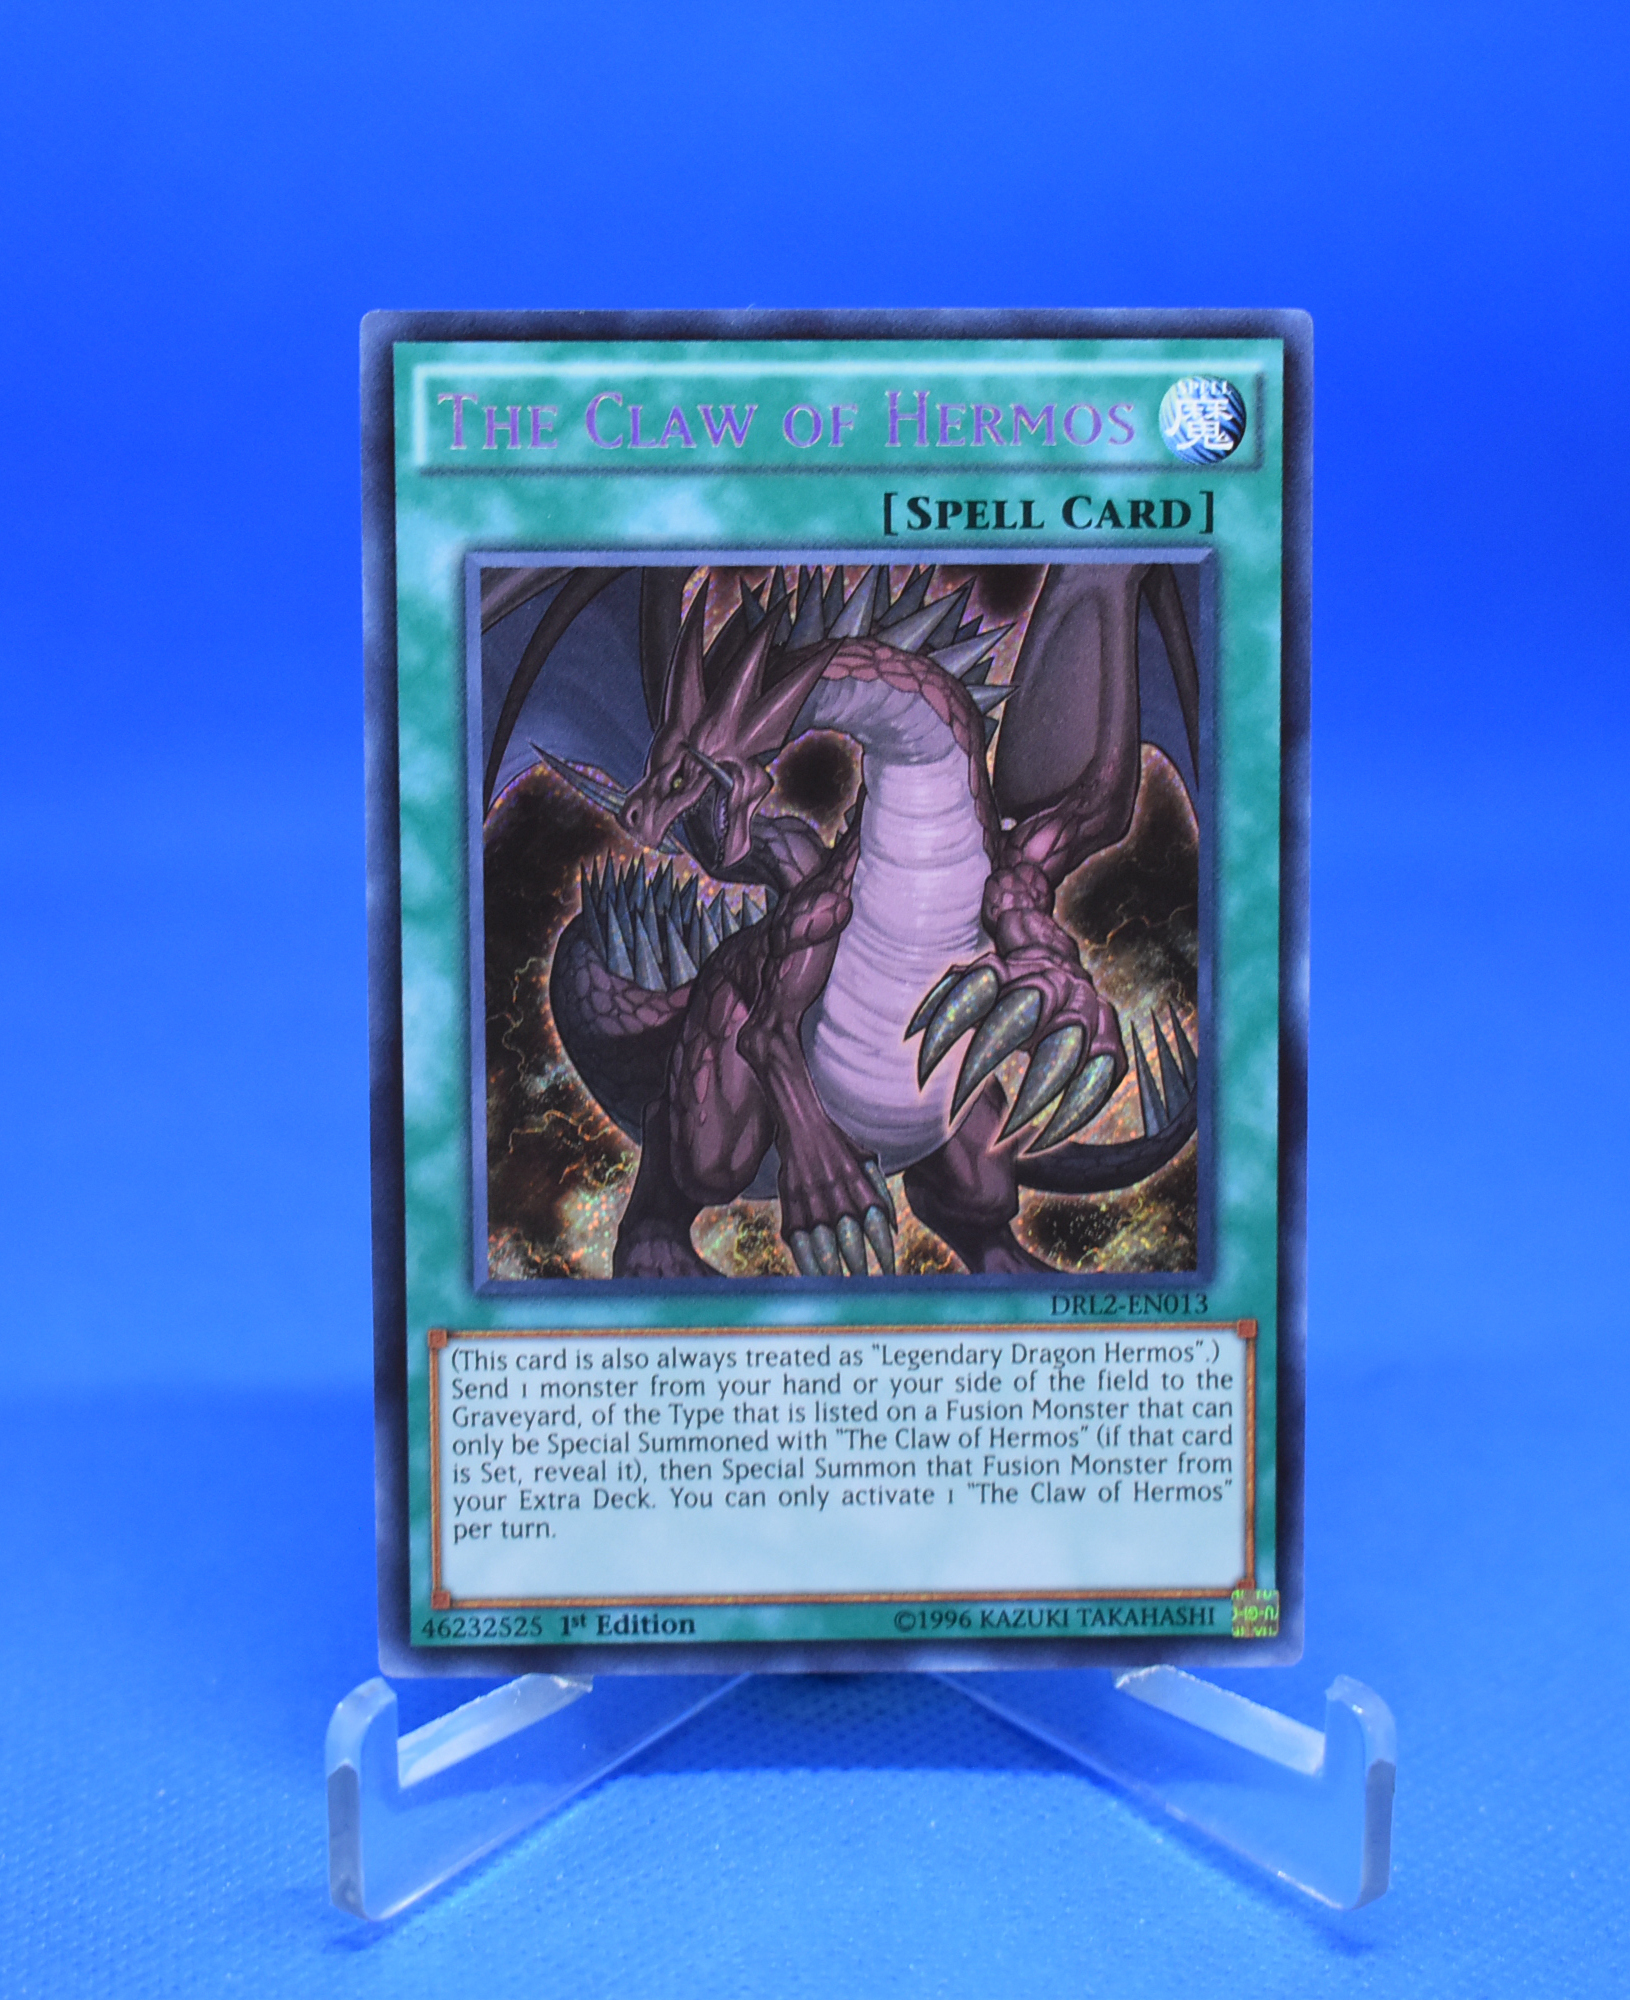 THE CLAW OF HERMOS
SPELL
魔
[SPELL CARD]
DRL2-EN013
(This card is also always treated as "Legendary Dragon Hermos".)
Send 1 monster from your hand or your side of the field to the
Graveyard, of the Type that is listed on a Fusion Monster that can
only be Special Summoned with "The Claw of Hermos" (if that card
is Set, reveal it), then Special Summon that Fusion Monster from
your Extra Deck. You can only activate 1 "The Claw of Hermos"
per turn.
46232525 1st Edition ©1996 KAZUKI TAKAHASHI